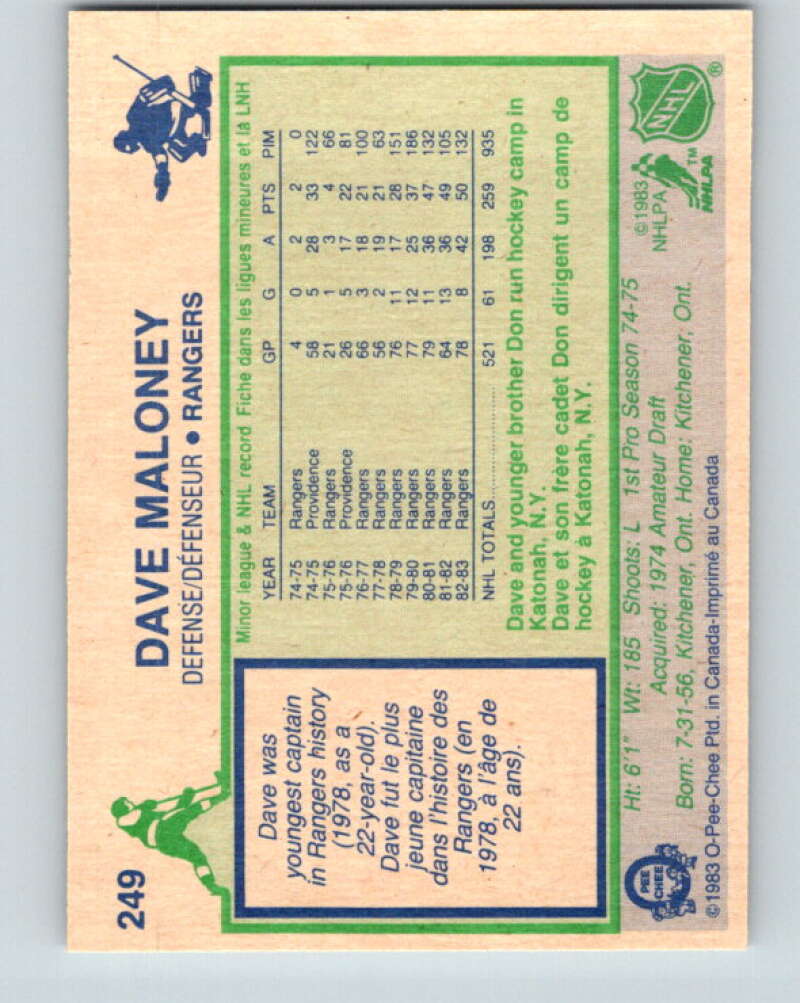 249
DAVE MALONEY
DEFENSE/DÉFENSEUR • RANGERS
Dave was
youngest captain
in Rangers history
(1978, as a
22-year-old).
Dave fut le plus
jeune capitaine
dans l'histoire des
Rangers (en
1978, à l'âge de
22 ans).
Minor league & NHL record Fiche dans les ligues mineures et la LNH
YEAR TEAM GP G A PTS PIM
74-75 Rangers 4 0 2 2 0
74-75 Providence 58 5 28 33 122
75-76 Rangers 21 1 3 4 66
75-76 Providence 26 5 17 22 81
76-77 Rangers 66 3 18 21 100
77-78 Rangers 56 2 19 21 63
78-79 Rangers 76 11 17 28 151
79-80 Rangers 77 12 25 37 186
80-81 Rangers 79 11 36 47 132
81-82 Rangers 64 13 36 49 105
82-83 Rangers 78 8 42 50 132
NHL TOTALS 521 61 198 259 935
Dave and younger brother Don run hockey camp in
Katonah, N.Y.
Dave et son frère cadet Don dirigent un camp de
hockey à Katonah, N.Y.
Ht: 6'1" Wt: 185 Shoots: L 1st Pro Season 74-75
Acquired: 1974 Amateur Draft
Born: 7-31-56, Kitchener, Ont. Home: Kitchener, Ont.
O PEE CHEE
©1983 O-Pee-Chee Ptd. in Canada-Imprimé au Canada
©1983
NHLPA
NHLPA TM
NHL ®